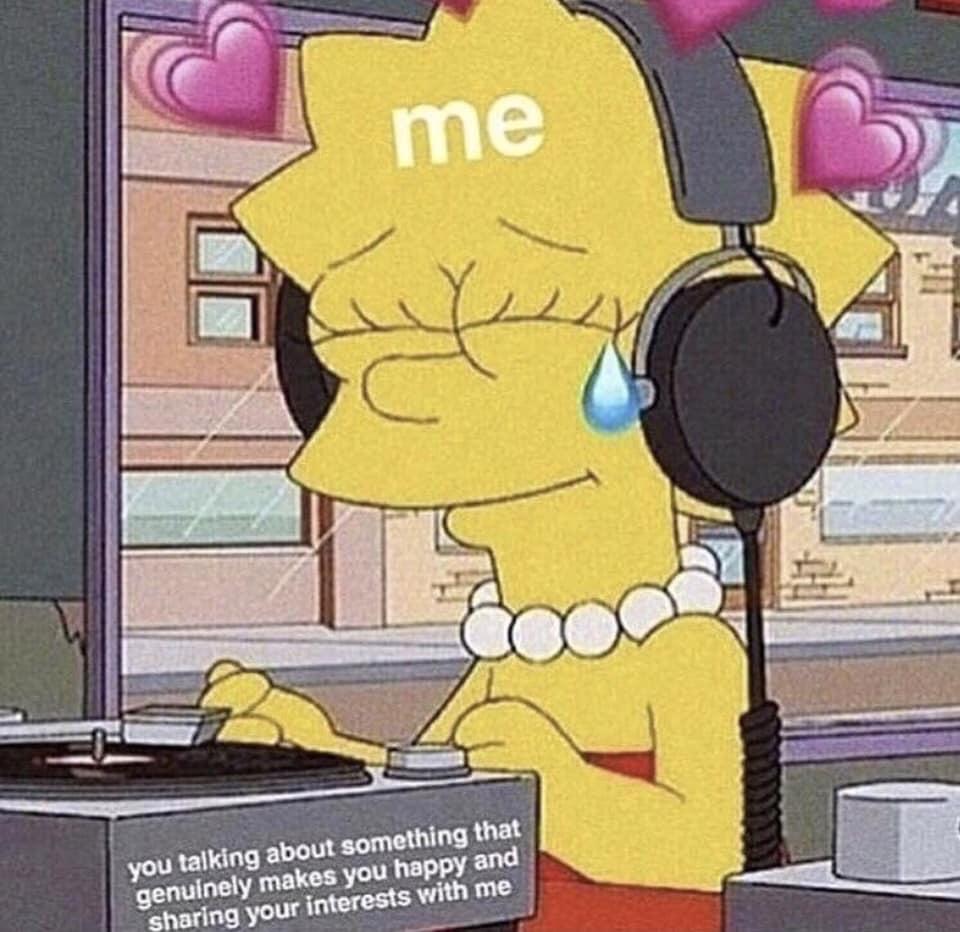 me
you talking about something that
genuinely makes you happy and
sharing your interests with me